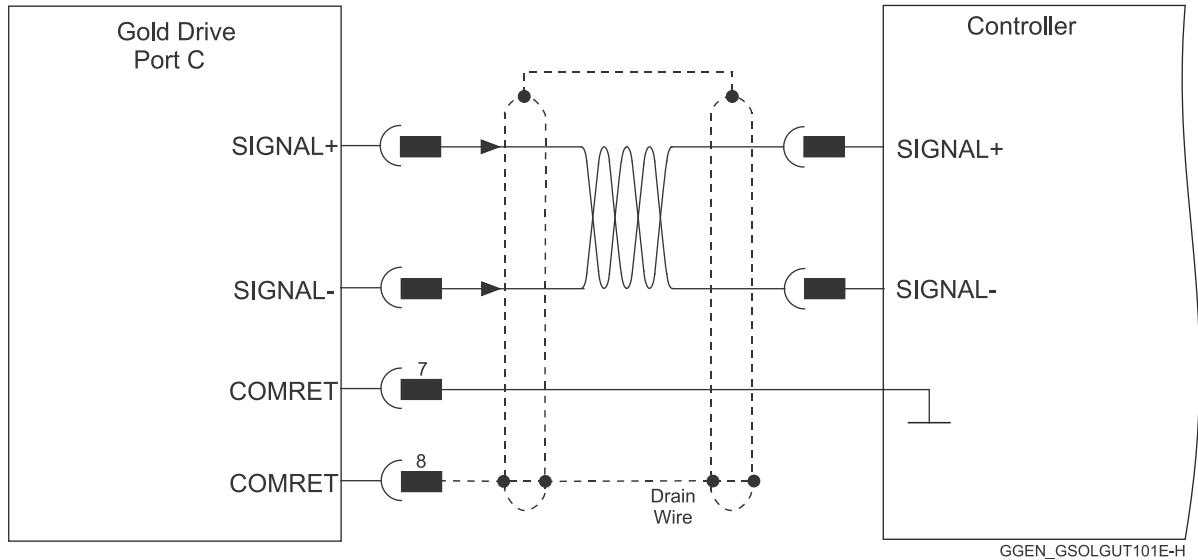 Gold Drive
Port C
Controller
SIGNAL+
SIGNAL+
SIGNAL-
SIGNAL-
COMRET
7
COMRET
8
Drain
Wire
GGEN_GSOLGUT101E-H